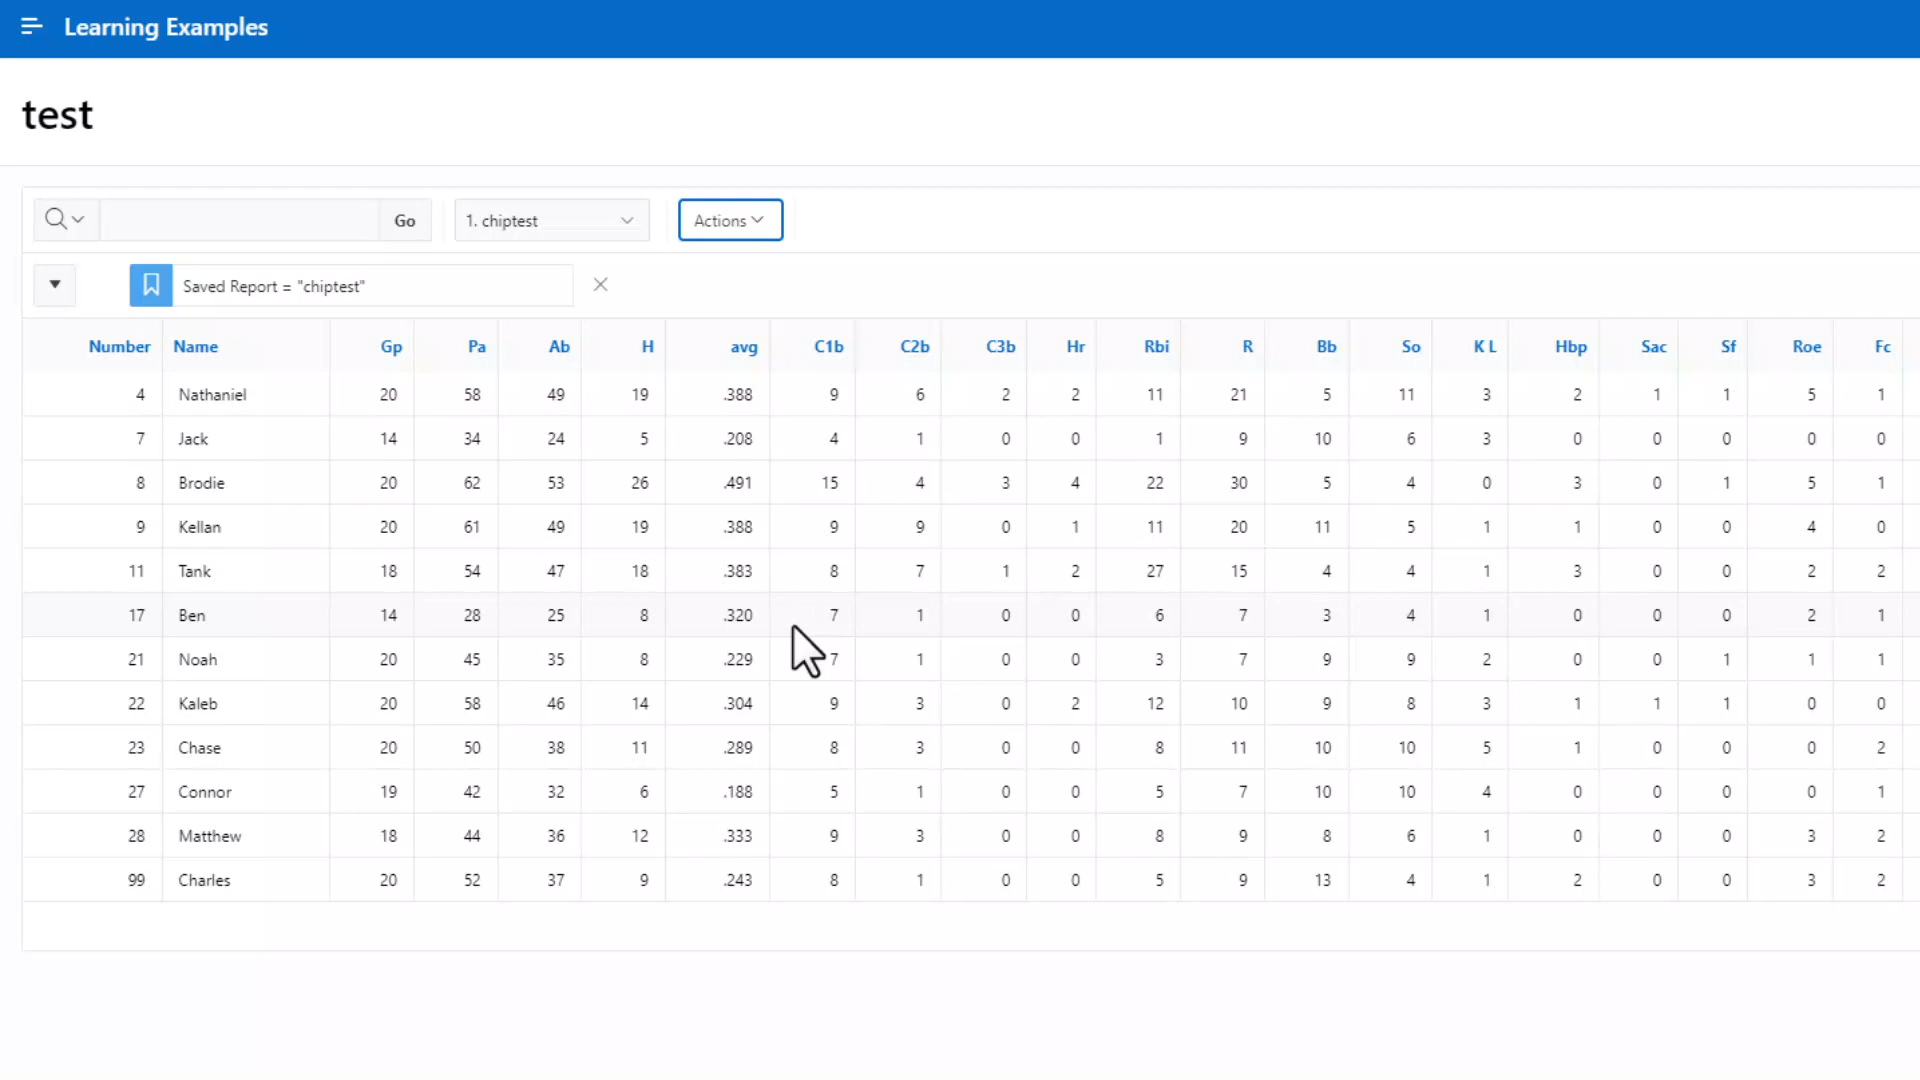 Learning Examples
test
Go 1. chiptest Actions
Saved Report = "chiptest"
Number Name Gp Pa Ab H avg C1b C2b C3b Hr Rbi R Bb So K L Hbp Sac Sf Roe Fc
4 Nathaniel 20 58 49 19 .388 9 6 2 2 11 21 5 11 3 2 1 1 5 1
7 Jack 14 34 24 5 .208 4 1 0 0 1 9 10 6 3 0 0 0 0 0
8 Brodie 20 62 53 26 .491 15 4 3 4 22 30 5 4 0 3 0 1 5 1
9 Kellan 20 61 49 19 .388 9 9 0 1 11 20 11 5 1 1 0 0 4 0
11 Tank 18 54 47 18 .383 8 7 1 2 27 15 4 4 1 3 0 0 2 2
17 Ben 14 28 25 8 .320 7 1 0 0 6 7 3 4 1 0 0 0 2 1
21 Noah 20 45 35 8 .229 7 1 0 0 3 7 9 9 2 0 0 1 1 1
22 Kaleb 20 58 46 14 .304 9 3 0 2 12 10 9 8 3 1 1 1 0 0
23 Chase 20 50 38 11 .289 8 3 0 0 8 11 10 10 5 1 0 0 0 2
27 Connor 19 42 32 6 .188 5 1 0 0 5 7 10 10 4 0 0 0 0 1
28 Matthew 18 44 36 12 .333 9 3 0 0 8 9 8 6 1 0 0 0 3 2
99 Charles 20 52 37 9 .243 8 1 0 0 5 9 13 4 1 2 0 0 3 2